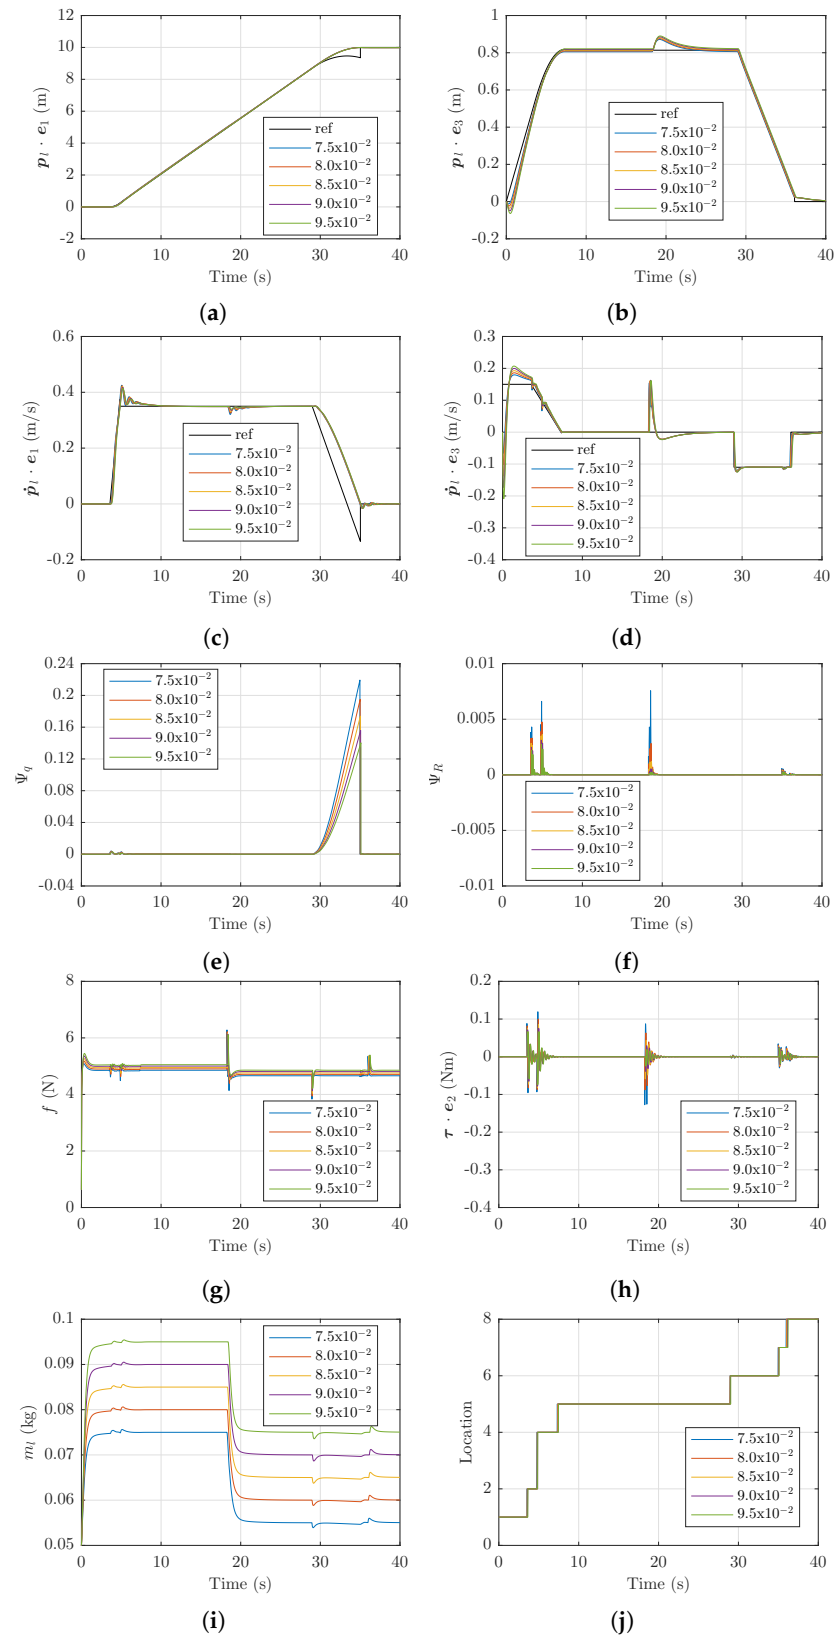 12
10
8
6
4
2
0
-2
p_l · e_1 (m)
ref
7.5x10^−2
8.0x10^−2
8.5x10^−2
9.0x10^−2
9.5x10^−2
0 10 20 30 40
Time (s)
(a)
1
0.8
0.6
0.4
0.2
0
-0.2
p_l · e_3 (m)
ref
7.5x10^−2
8.0x10^−2
8.5x10^−2
9.0x10^−2
9.5x10^−2
0 10 20 30 40
Time (s)
(b)
0.6
0.4
0.2
0
-0.2
ṗ_l · e_1 (m/s)
ref
7.5x10^−2
8.0x10^−2
8.5x10^−2
9.0x10^−2
9.5x10^−2
0 10 20 30 40
Time (s)
(c)
0.3
0.2
0.1
0
-0.1
-0.2
-0.3
-0.4
ṗ_l · e_3 (m/s)
ref
7.5x10^−2
8.0x10^−2
8.5x10^−2
9.0x10^−2
9.5x10^−2
0 10 20 30 40
Time (s)
(d)
0.24
0.2
0.16
0.12
0.08
0.04
0
-0.04
Ψ_q
7.5x10^−2
8.0x10^−2
8.5x10^−2
9.0x10^−2
9.5x10^−2
0 10 20 30 40
Time (s)
(e)
0.01
0.005
0
-0.005
-0.01
Ψ_R
7.5x10^−2
8.0x10^−2
8.5x10^−2
9.0x10^−2
9.5x10^−2
0 10 20 30 40
Time (s)
(f)
8
6
4
2
0
f (N)
7.5x10^−2
8.0x10^−2
8.5x10^−2
9.0x10^−2
9.5x10^−2
0 10 20 30 40
Time (s)
(g)
0.2
0.1
0
-0.1
-0.2
-0.3
-0.4
τ · e_2 (Nm)
7.5x10^−2
8.0x10^−2
8.5x10^−2
9.0x10^−2
9.5x10^−2
0 10 20 30 40
Time (s)
(h)
0.1
0.09
0.08
0.07
0.06
0.05
m_l (kg)
7.5x10^−2
8.0x10^−2
8.5x10^−2
9.0x10^−2
9.5x10^−2
0 10 20 30 40
Time (s)
(i)
8
6
4
2
0
Location
7.5x10^−2
8.0x10^−2
8.5x10^−2
9.0x10^−2
9.5x10^−2
0 10 20 30 40
Time (s)
(j)